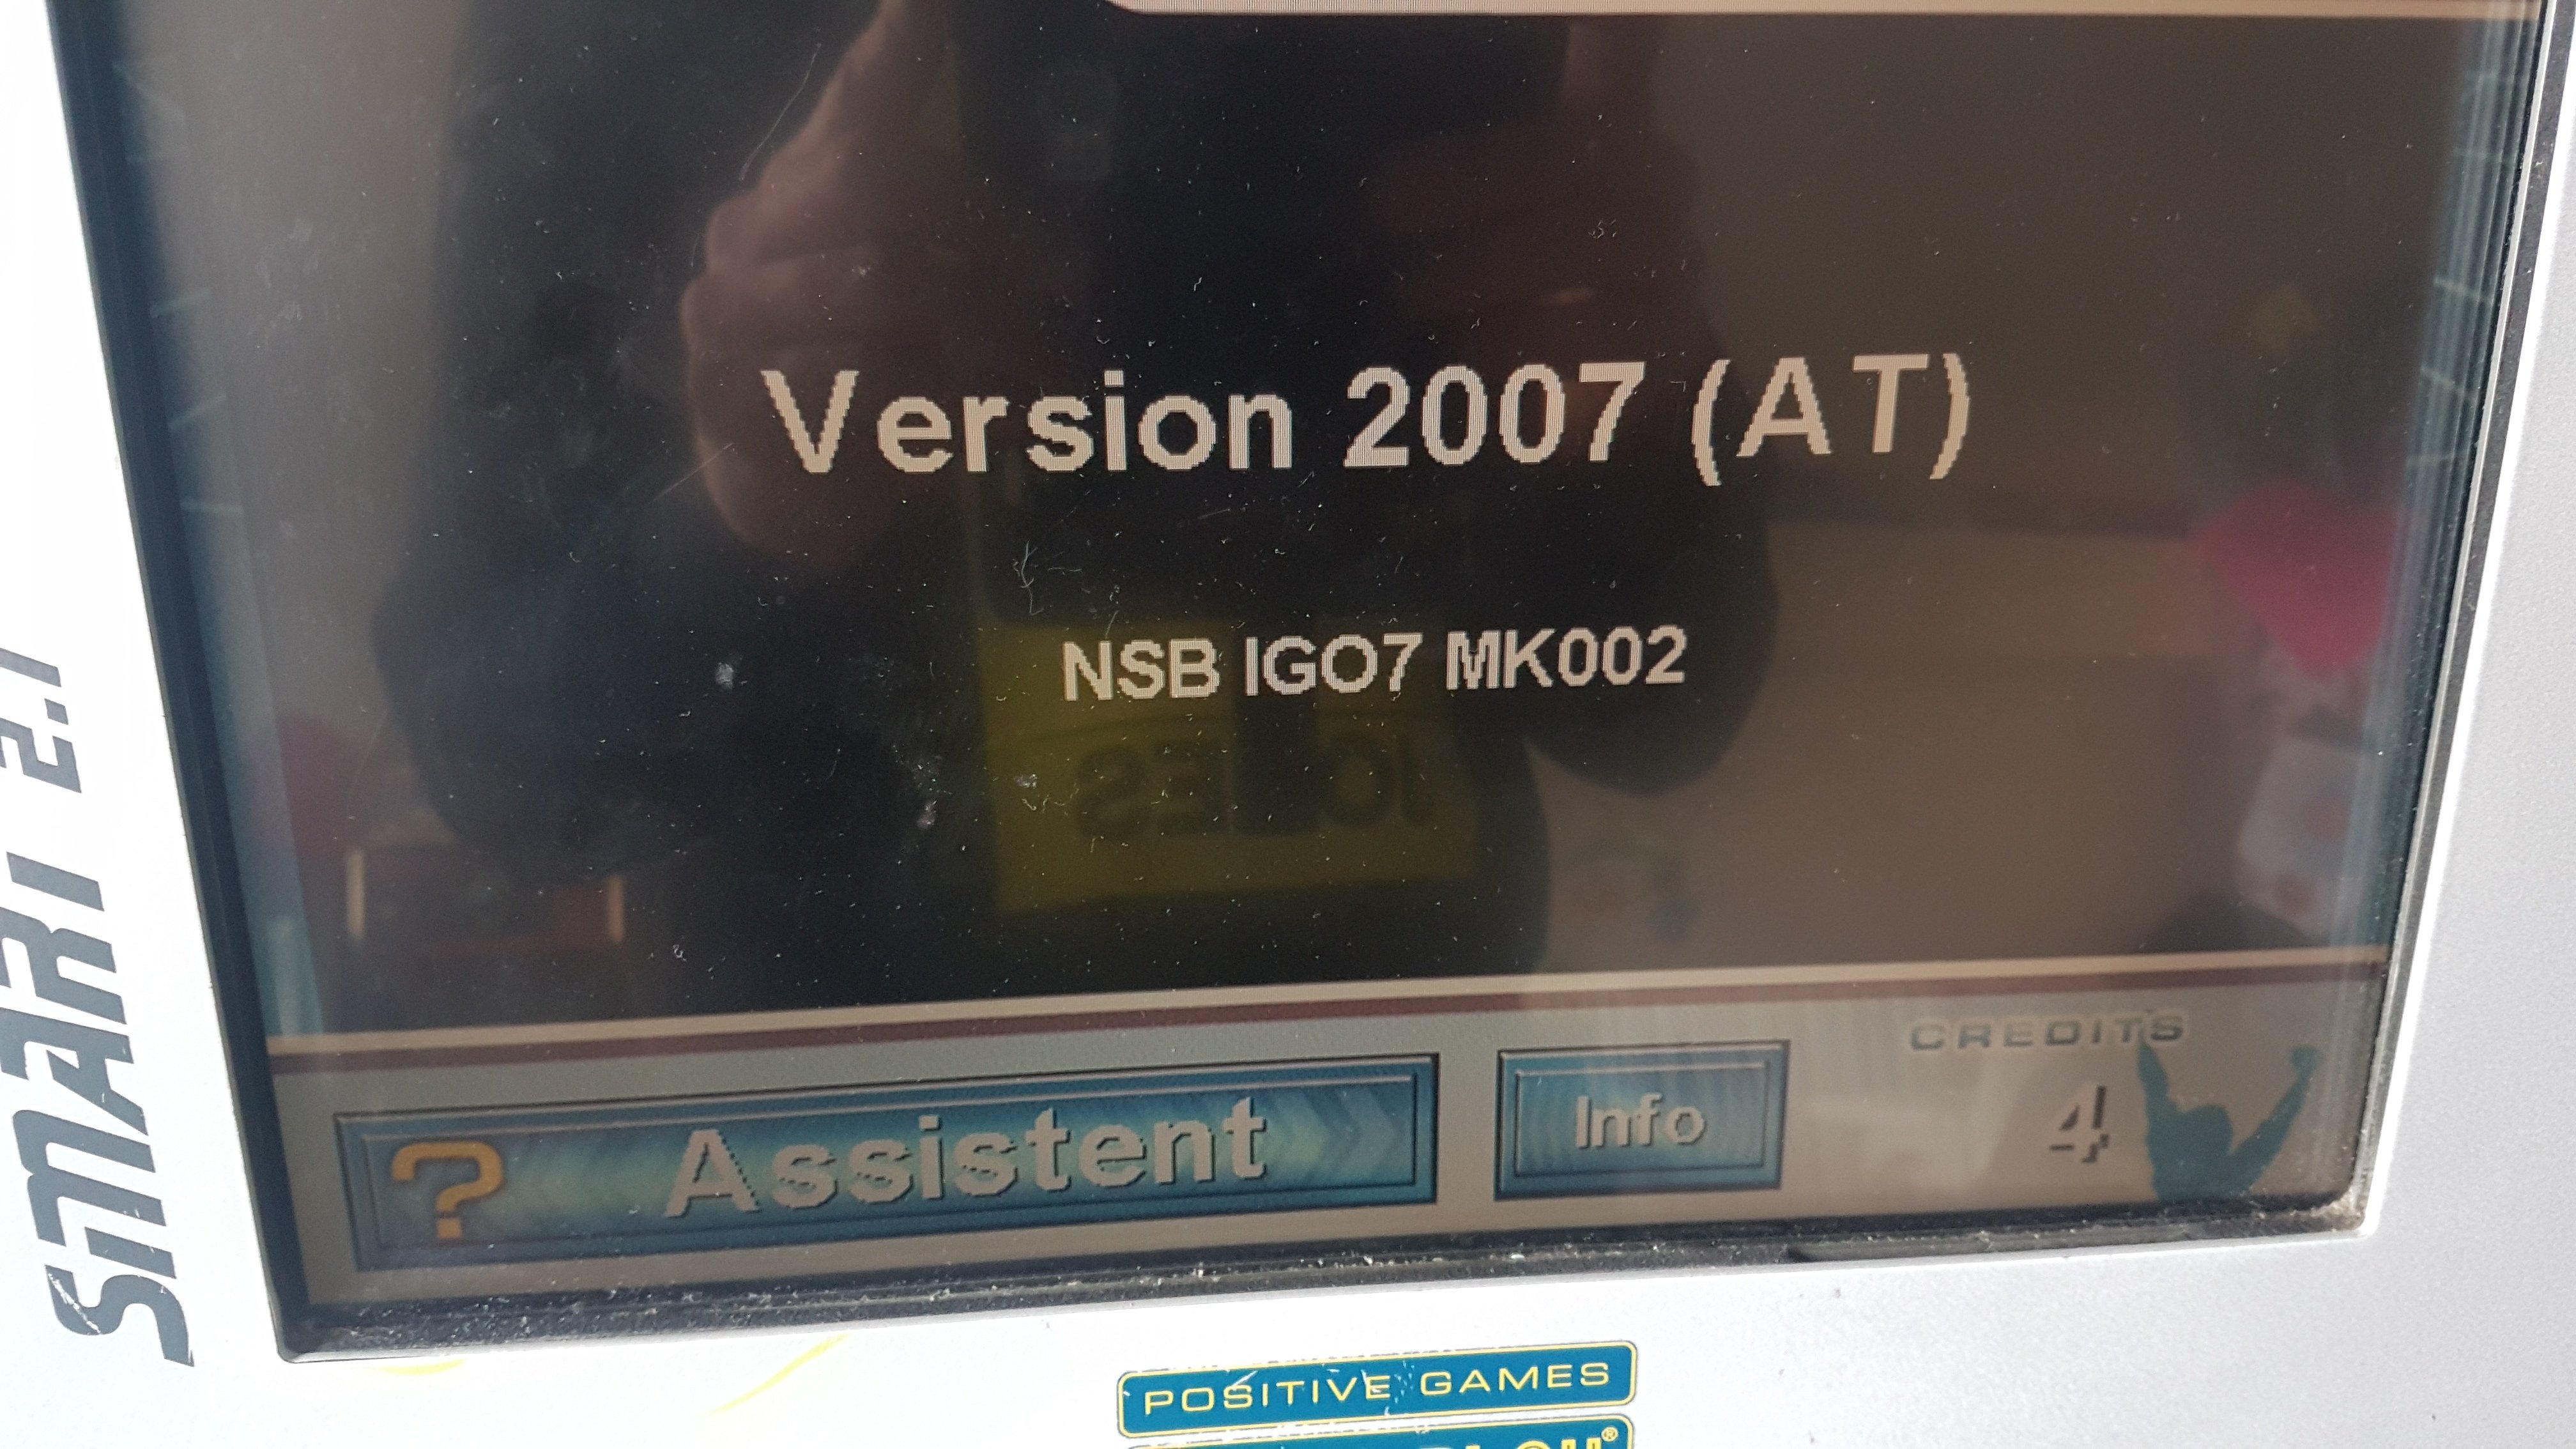 Version 2007 (AT)
NSB IGO7 MK002
CREDITS
4
? Assistent
Info
SMART 2.1
POSITIVE GAMES